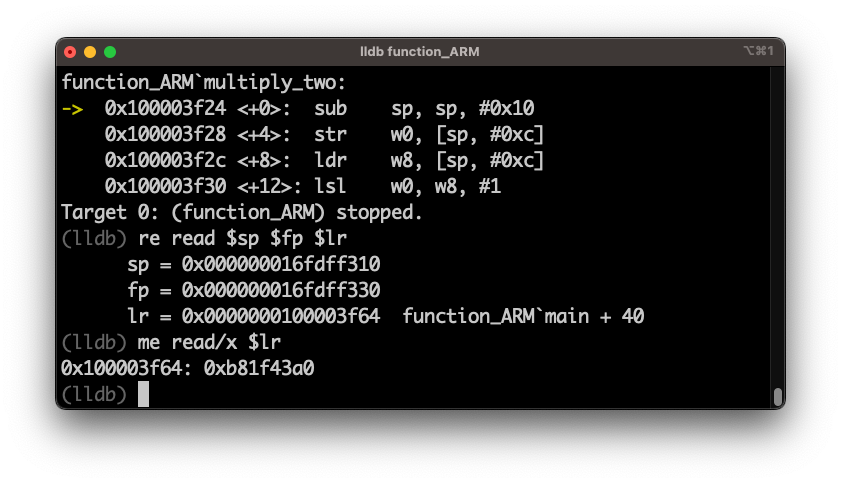 lldb function_ARM
⌥⌘1
function_ARM`multiply_two:
->  0x100003f24 <+0>:  sub    sp, sp, #0x10
    0x100003f28 <+4>:  str    w0, [sp, #0xc]
    0x100003f2c <+8>:  ldr    w8, [sp, #0xc]
    0x100003f30 <+12>: lsl    w0, w8, #1
Target 0: (function_ARM) stopped.
(lldb) re read $sp $fp $lr
      sp = 0x000000016fdff310
      fp = 0x000000016fdff330
      lr = 0x0000000100003f64  function_ARM`main + 40
(lldb) me read/x $lr
0x100003f64: 0xb81f43a0
(lldb)